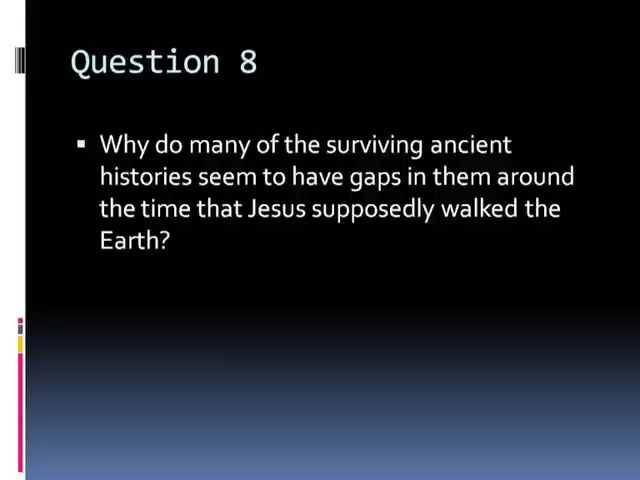 Question 8
Why do many of the surviving ancient
histories seem to have gaps in them around
the time that Jesus supposedly walked the
Earth?